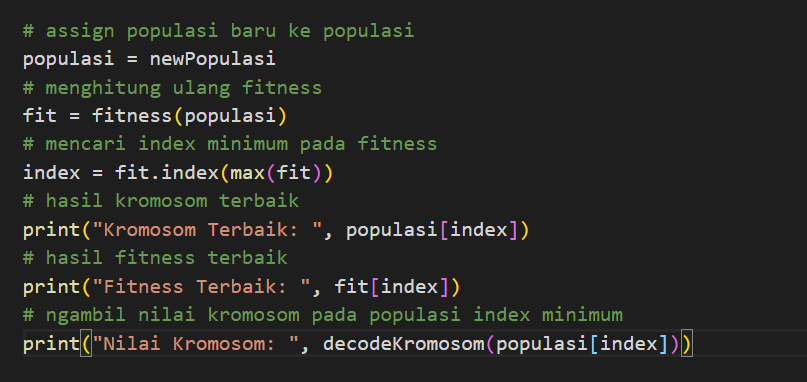 # assign populasi baru ke populasi
populasi = newPopulasi
# menghitung ulang fitness
fit = fitness(populasi)
# mencari index minimum pada fitness
index = fit.index(max(fit))
# hasil kromosom terbaik
print("Kromosom Terbaik: ", populasi[index])
# hasil fitness terbaik
print("Fitness Terbaik: ", fit[index])
# ngambil nilai kromosom pada populasi index minimum
print("Nilai Kromosom: ", decodeKromosom(populasi[index]))